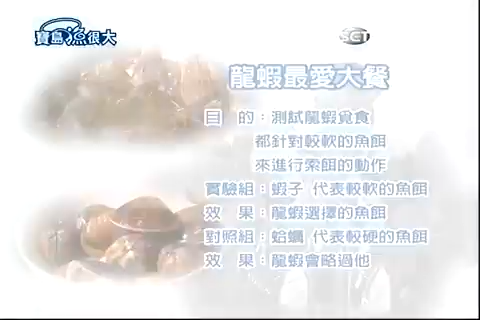 寶島漁很大
SET
龍蝦最愛大餐
目 的：測試龍蝦覓食
都針對較軟的魚餌
來進行索餌的動作
實驗組：蝦子 代表較軟的魚餌
效 果：龍蝦選擇的魚餌
對照組：蛤蠣 代表較硬的魚餌
效 果：龍蝦會略過他